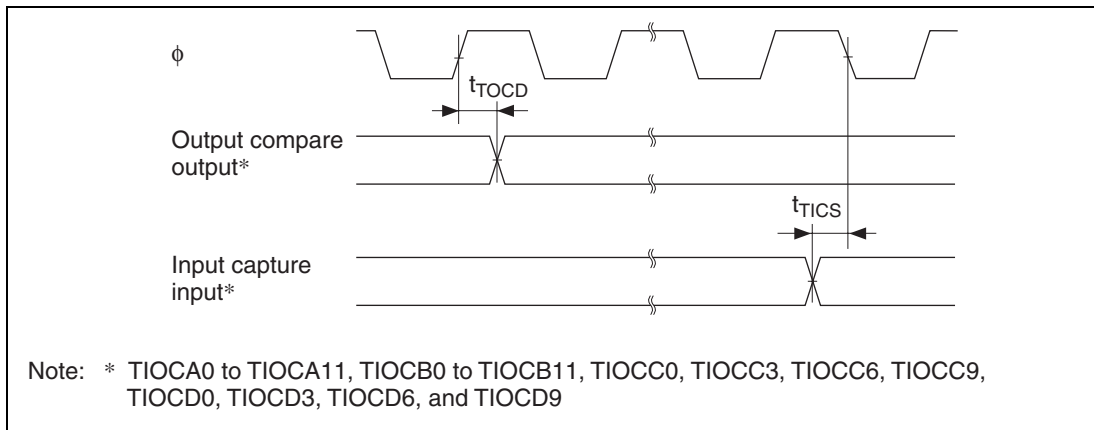 ϕ
tTOCD
Output compare
output*
tTICS
Input capture
input*
Note: * TIOCA0 to TIOCA11, TIOCB0 to TIOCB11, TIOCC0, TIOCC3, TIOCC6, TIOCC9,
TIOCD0, TIOCD3, TIOCD6, and TIOCD9